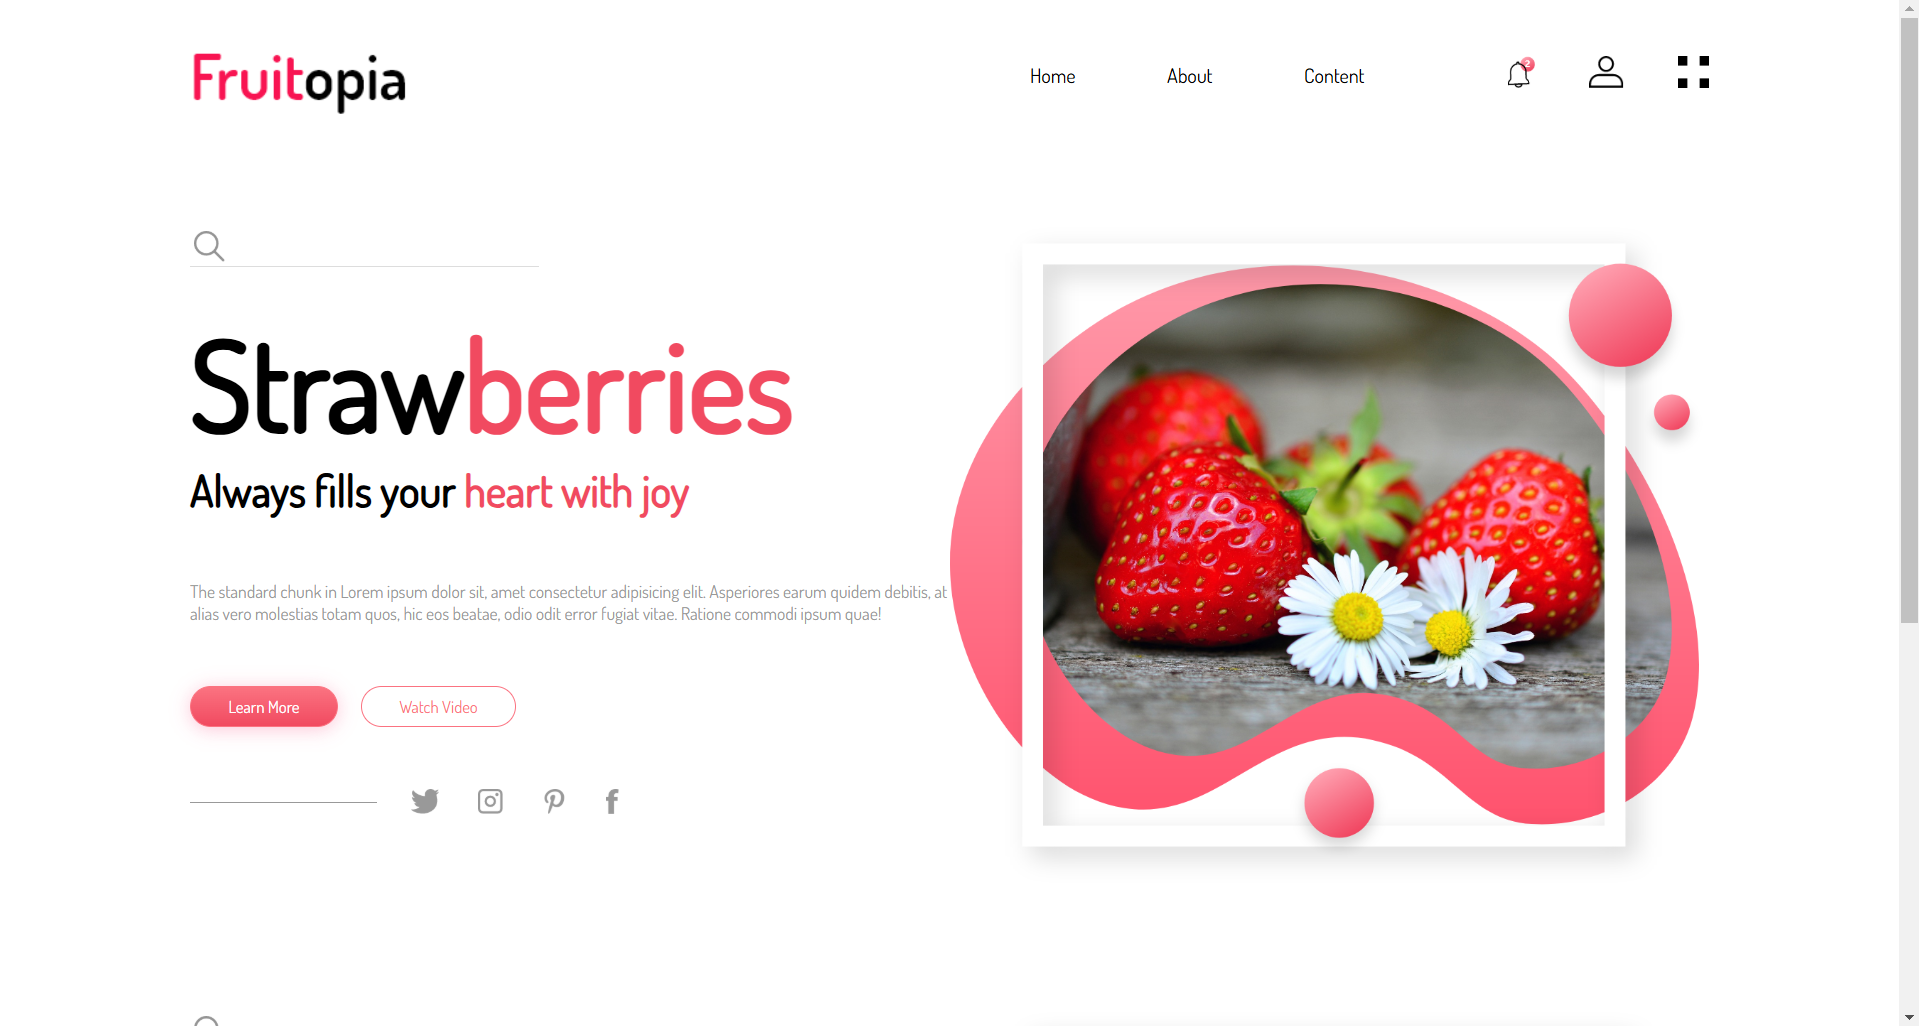 Fruitopia
Home About Content 2
Strawberries
Always fills your heart with joy
The standard chunk in Lorem ipsum dolor sit, amet consectetur adipisicing elit. Asperiores earum quidem debitis, at
alias vero molestias totam quos, hic eos beatae, odio odit error fugiat vitae. Ratione commodi ipsum quae!
Learn More Watch Video